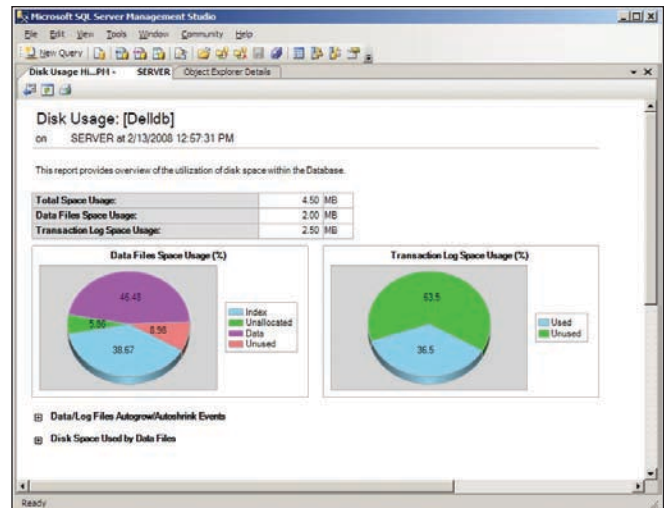 Microsoft SQL Server Management Studio
File Edit View Tools Window Community Help
New Query
Disk Usage Hi...PH - SERVER Object Explorer Details
Disk Usage: [Delldb]
on SERVER at 2/13/2008 12:57:31 PM
This report provides overview of the utilization of disk space within the Database.
Total Space Usage: 4.50 MB
Data Files Space Usage: 2.00 MB
Transaction Log Space Usage: 2.50 MB
Data Files Space Usage (%)
46.48
8.98
38.67
Index
Unallocated
Data
Unused
Transaction Log Space Usage (%)
63.5
36.5
Used
Unused
Data/Log Files Autogrow/Autoshrink Events
Disk Space Used by Data Files
Ready